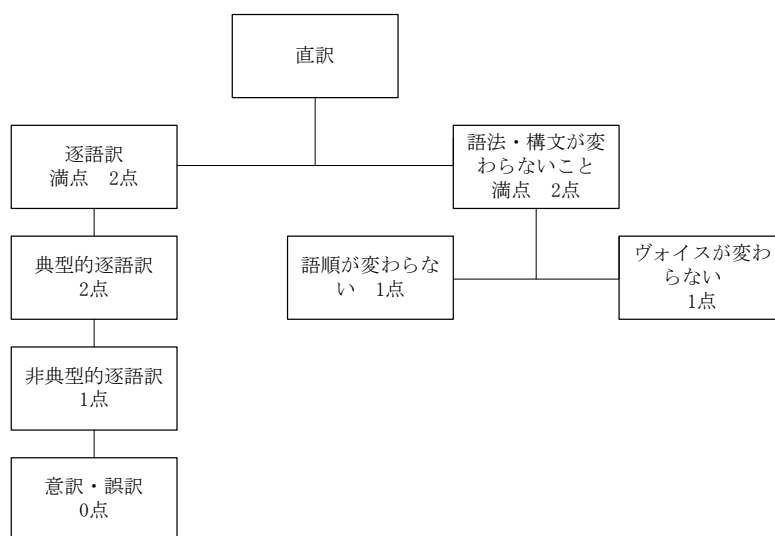 直訳
逐語訳
満点　2点
語法・構文が変
わらないこと
満点　2点
典型的逐語訳
2点
語順が変わらな
い　1点
ヴォイスが変わ
らない
1点
非典型的逐語訳
1点
意訳・誤訳
0点